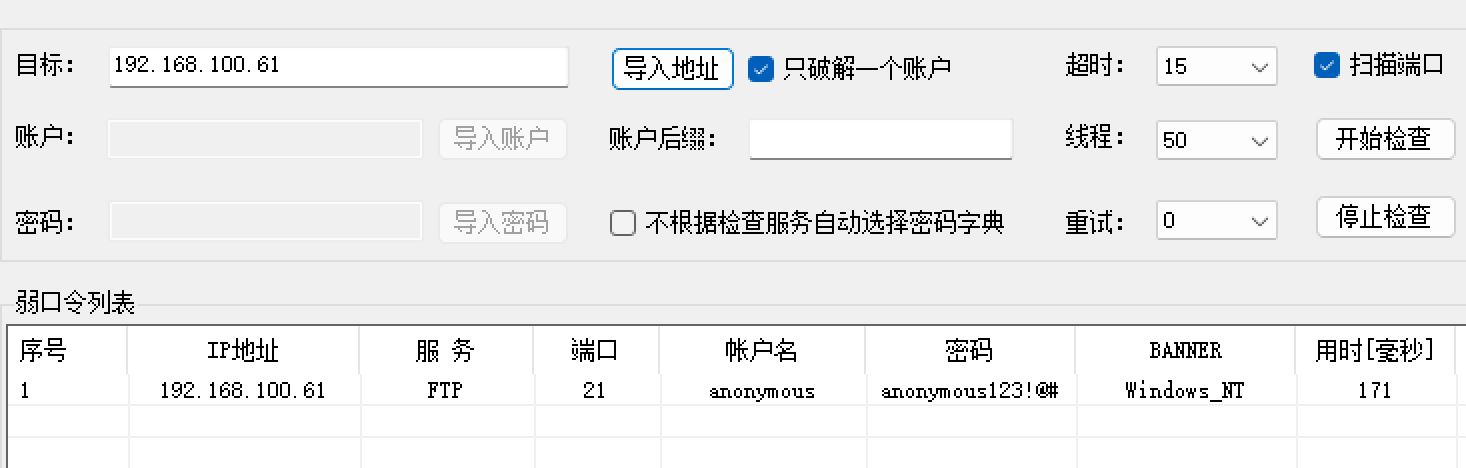 目标： 192.168.100.61 导入地址 只破解一个账户 超时： 15 扫描端口
账户： 导入账户 账户后缀： 线程： 50 开始检查
密码： 导入密码 不根据检查服务自动选择密码字典 重试： 0 停止检查
弱口令列表
序号 IP地址 服 务 端口 帐户名 密码 BANNER 用时[毫秒]
1 192.168.100.61 FTP 21 anonymous anonymous123!@# Windows_NT 171